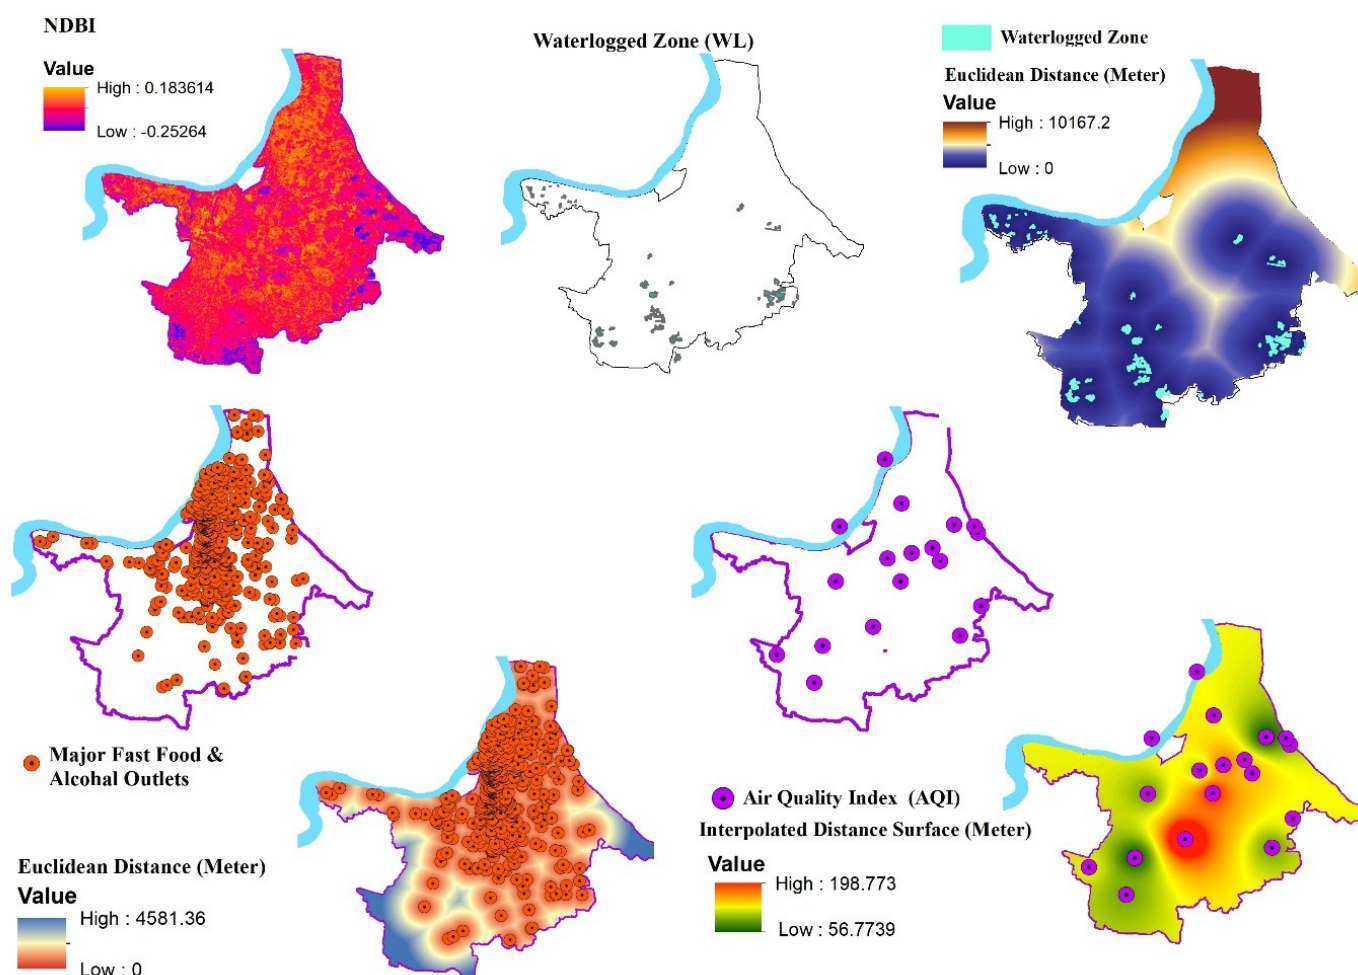 NDBI
Value
High : 0.183614
Low : -0.25264
Waterlogged Zone (WL)
Waterlogged Zone
Euclidean Distance (Meter)
Value
High : 10167.2
Low : 0
Major Fast Food &
Alcohal Outlets
Euclidean Distance (Meter)
Value
High : 4581.36
Low : 0
Air Quality Index (AQI)
Interpolated Distance Surface (Meter)
Value
High : 198.773
Low : 56.7739